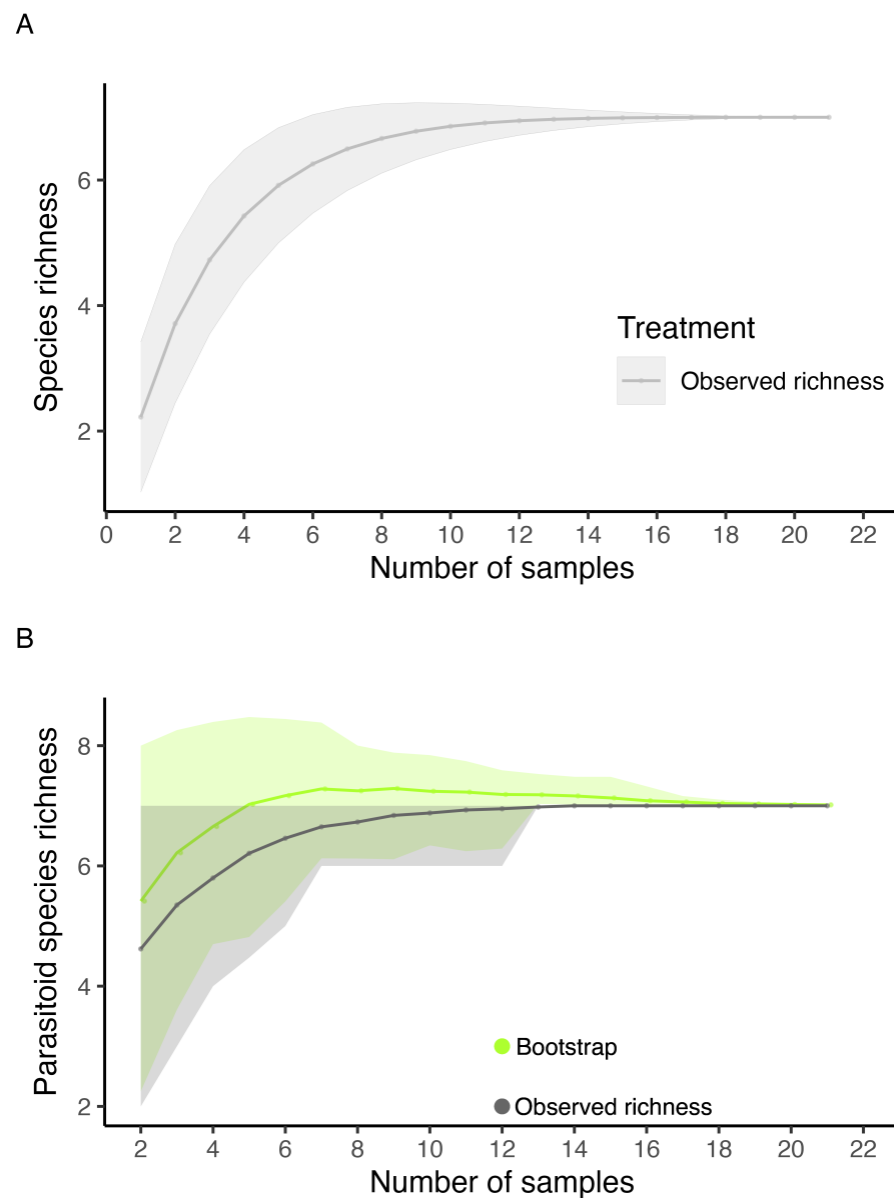 A
Species richness
6
4
2
Treatment
Observed richness
0 2 4 6 8 10 12 14 16 18 20 22
Number of samples
B
Parasitoid species richness
8
6
4
2
Bootstrap
Observed richness
2 4 6 8 10 12 14 16 18 20 22
Number of samples